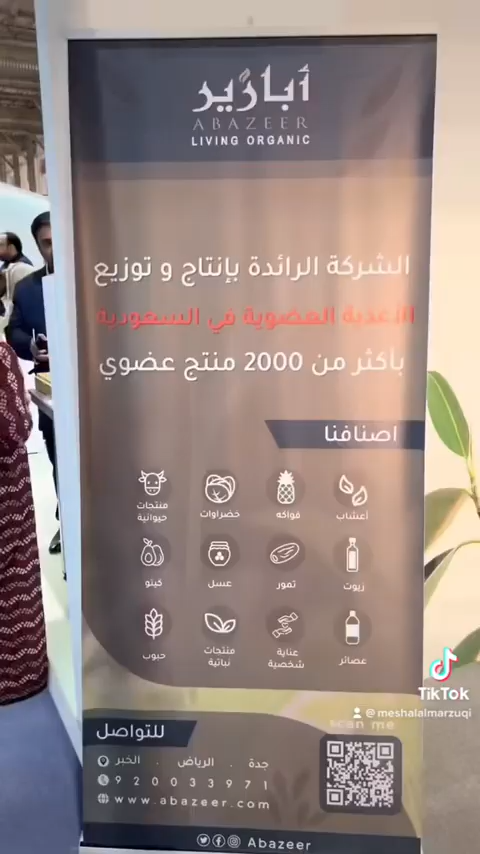 أبازير
ABAZEER
LIVING ORGANIC
الشركة الرائدة بإنتاج و توزيع
الأغذية العضوية في السعودية
بأكثر من 2000 منتج عضوي
اصنافنا
أعشاب
فواكه
خضراوات
منتجات
حيوانية
زيوت
تمور
عسل
كيتو
عصائر
عناية
شخصية
منتجات
نباتية
حبوب
TikTok
@meshalalmarzuqi
scan me
للتواصل
جدة . الرياض . الخبر
920033971
www.abazeer.com
Abazeer